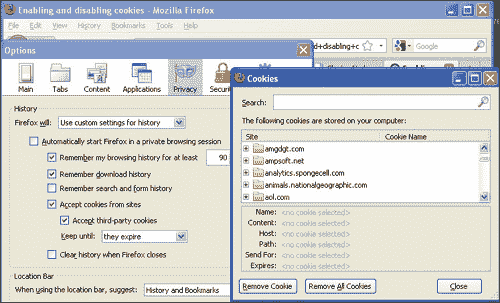 Enabling and disabling cookies - Mozilla Firefox
File Edit View History Bookmarks Tools Help
d+disabling+c
Google
Options
Main Tabs Content Applications Privacy Secur
History
Firefox will: Use custom settings for history
Automatically start Firefox in a private browsing session
Remember my browsing history for at least 90
Remember download history
Remember search and form history
Accept cookies from sites
Accept third-party cookies
Keep until: they expire
Clear history when Firefox closes
Location Bar
When using the location bar, suggest: History and Bookmarks
Cookies
Search:
The following cookies are stored on your computer:
Site Cookie Name
amgdgt.com
ampsoft.net
analytics.spongecell.com
animals.nationalgeographic.com
aol.com
Name: <no cookie selected>
Content: <no cookie selected>
Host: <no cookie selected>
Path: <no cookie selected>
Send For: <no cookie selected>
Expires: <no cookie selected>
Remove Cookie Remove All Cookies Close